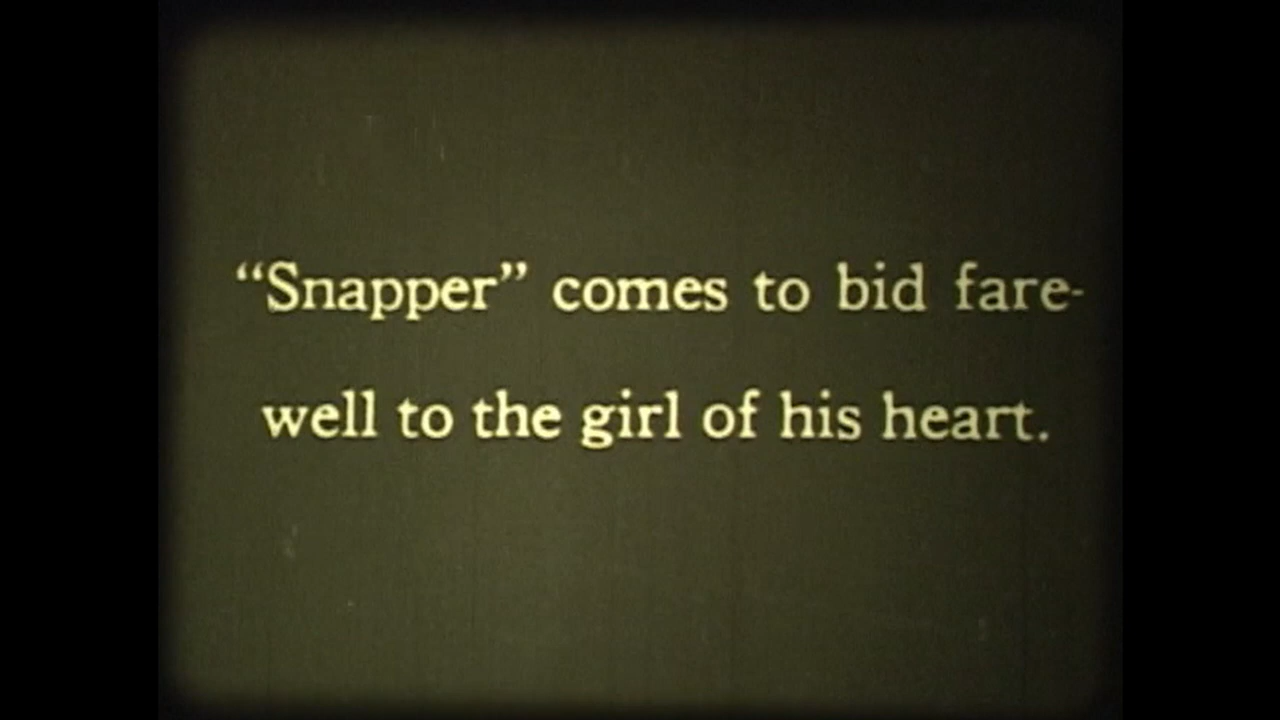 “Snapper” comes to bid fare-
well to the girl of his heart.